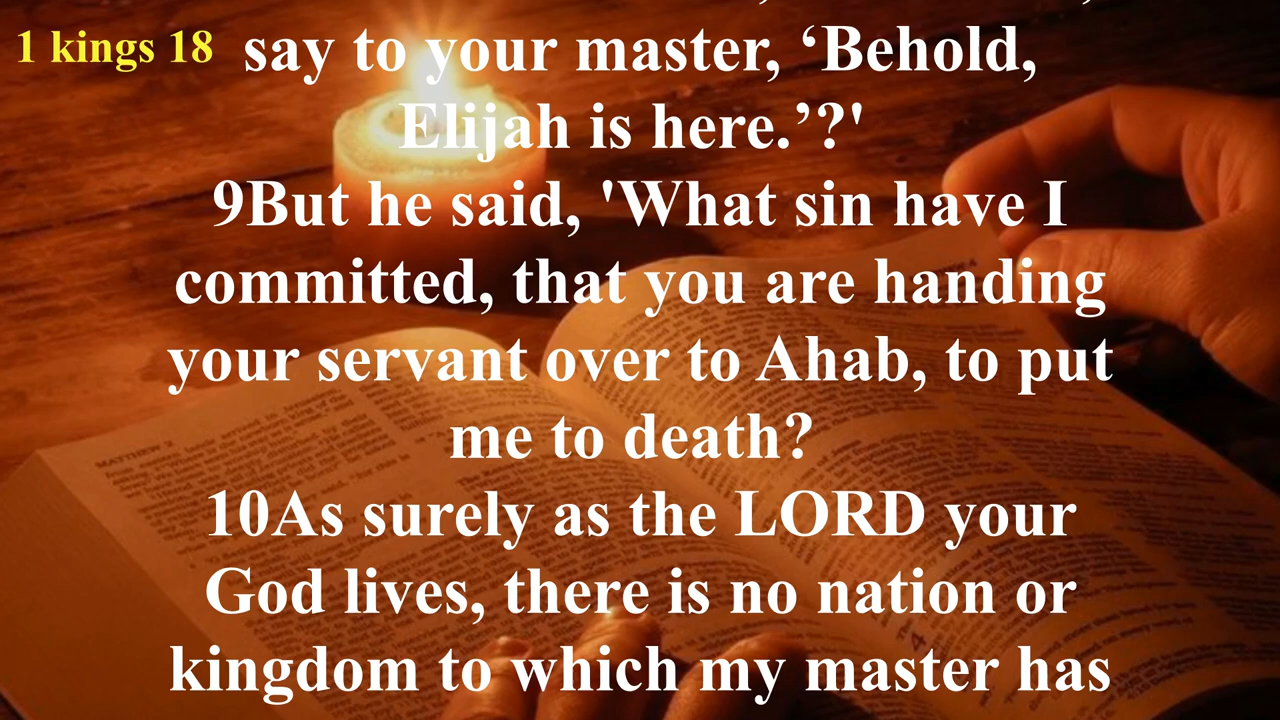 1 kings 18
say to your master, ‘Behold,
Elijah is here.’?'
9But he said, 'What sin have I
committed, that you are handing
your servant over to Ahab, to put
me to death?
10As surely as the LORD your
God lives, there is no nation or
kingdom to which my master has
MATTHEW 2